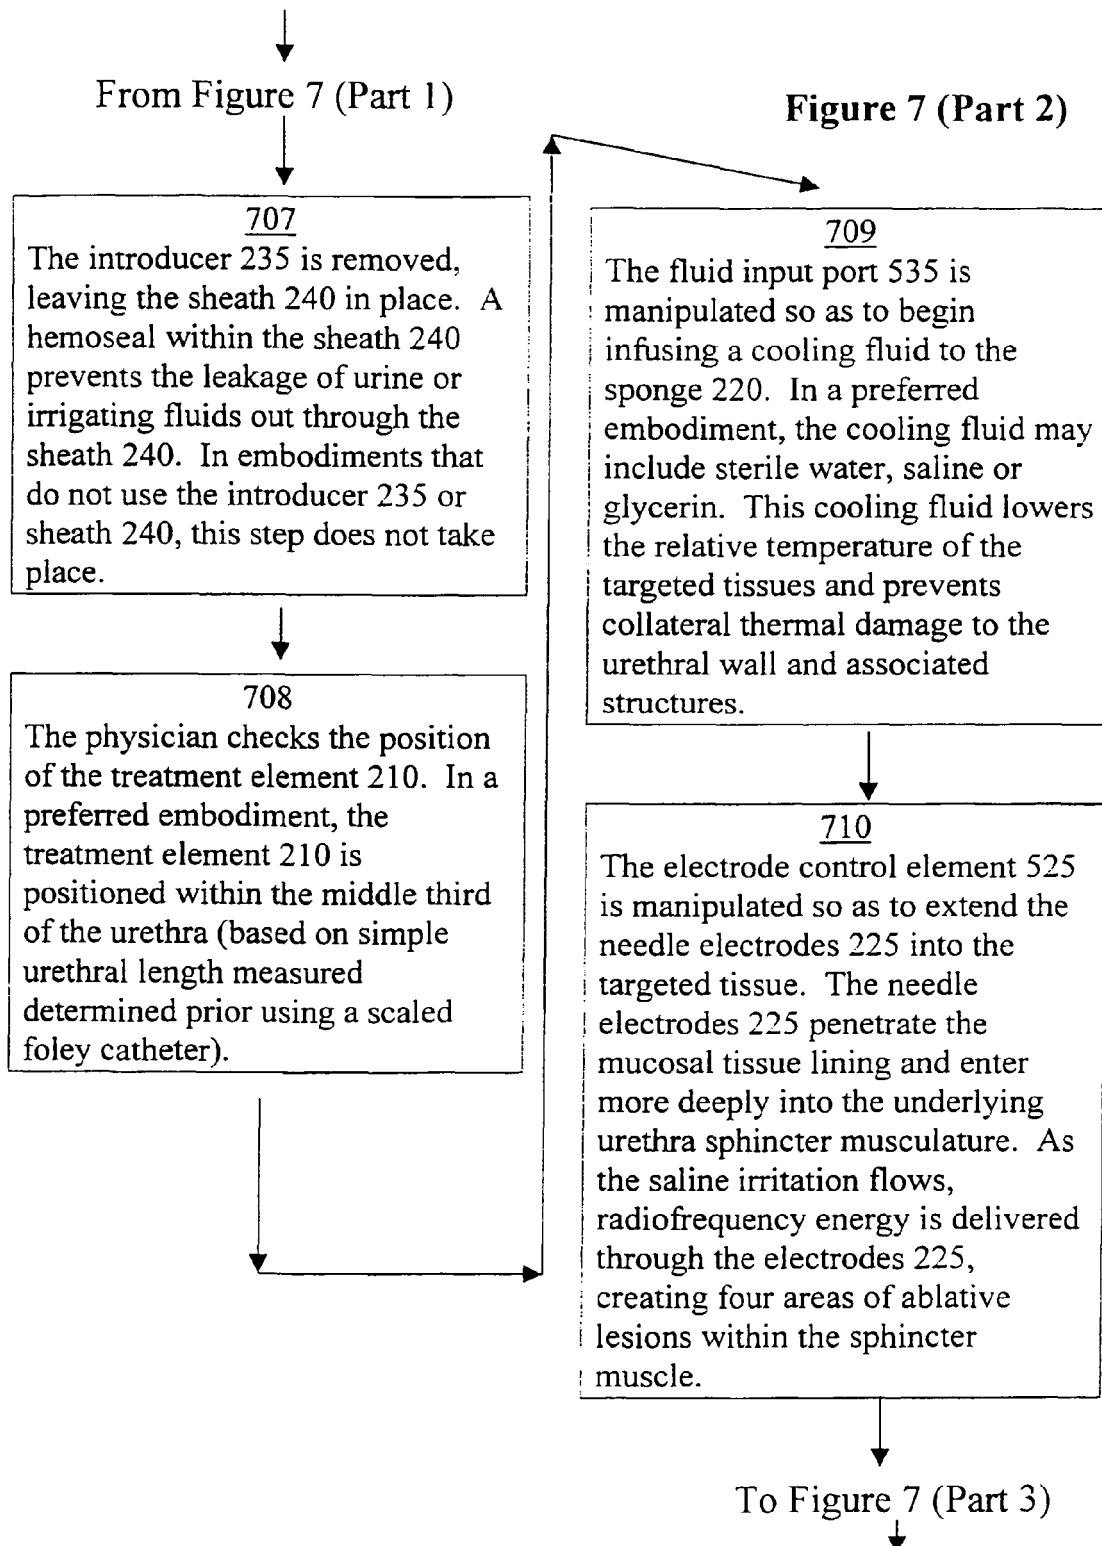 From Figure 7 (Part 1)
Figure 7 (Part 2)
707
The introducer 235 is removed,
leaving the sheath 240 in place. A
hemoseal within the sheath 240
prevents the leakage of urine or
irrigating fluids out through the
sheath 240. In embodiments that
do not use the introducer 235 or
sheath 240, this step does not take
place.
708
The physician checks the position
of the treatment element 210. In a
preferred embodiment, the
treatment element 210 is
positioned within the middle third
of the urethra (based on simple
urethral length measured
determined prior using a scaled
foley catheter).
709
The fluid input port 535 is
manipulated so as to begin
infusing a cooling fluid to the
sponge 220. In a preferred
embodiment, the cooling fluid may
include sterile water, saline or
glycerin. This cooling fluid lowers
the relative temperature of the
targeted tissues and prevents
collateral thermal damage to the
urethral wall and associated
structures.
710
The electrode control element 525
is manipulated so as to extend the
needle electrodes 225 into the
targeted tissue. The needle
electrodes 225 penetrate the
mucosal tissue lining and enter
more deeply into the underlying
urethra sphincter musculature. As
the saline irritation flows,
radiofrequency energy is delivered
through the electrodes 225,
creating four areas of ablative
lesions within the sphincter
muscle.
To Figure 7 (Part 3)